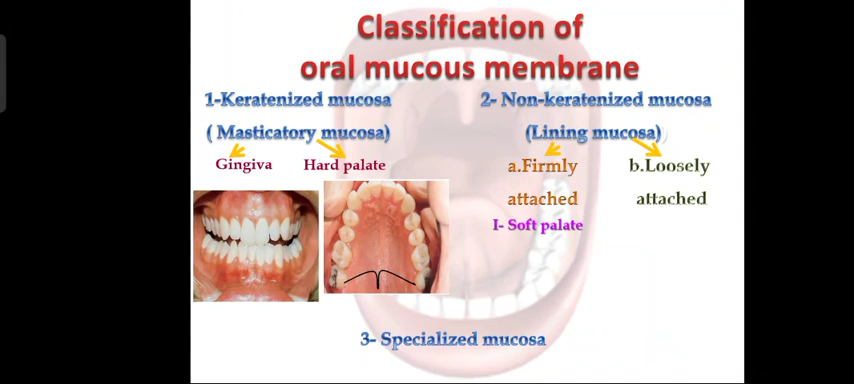 Classification of
oral mucous membrane
1-Keratenized mucosa
( Masticatory mucosa)
Gingiva
Hard palate
2- Non-keratenized mucosa
(Lining mucosa)
a.Firmly
attached
I- Soft palate
b.Loosely
attached
3- Specialized mucosa